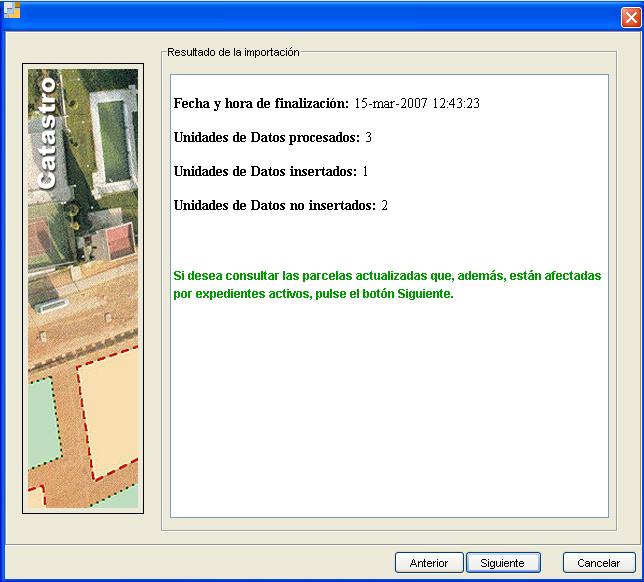 Resultado de la importación
Catastro
Fecha y hora de finalización: 15-mar-2007 12:43:23
Unidades de Datos procesados: 3
Unidades de Datos insertados: 1
Unidades de Datos no insertados: 2
Si desea consultar las parcelas actualizadas que, además, están afectadas
por expedientes activos, pulse el botón Siguiente.
Anterior
Siguiente
Cancelar